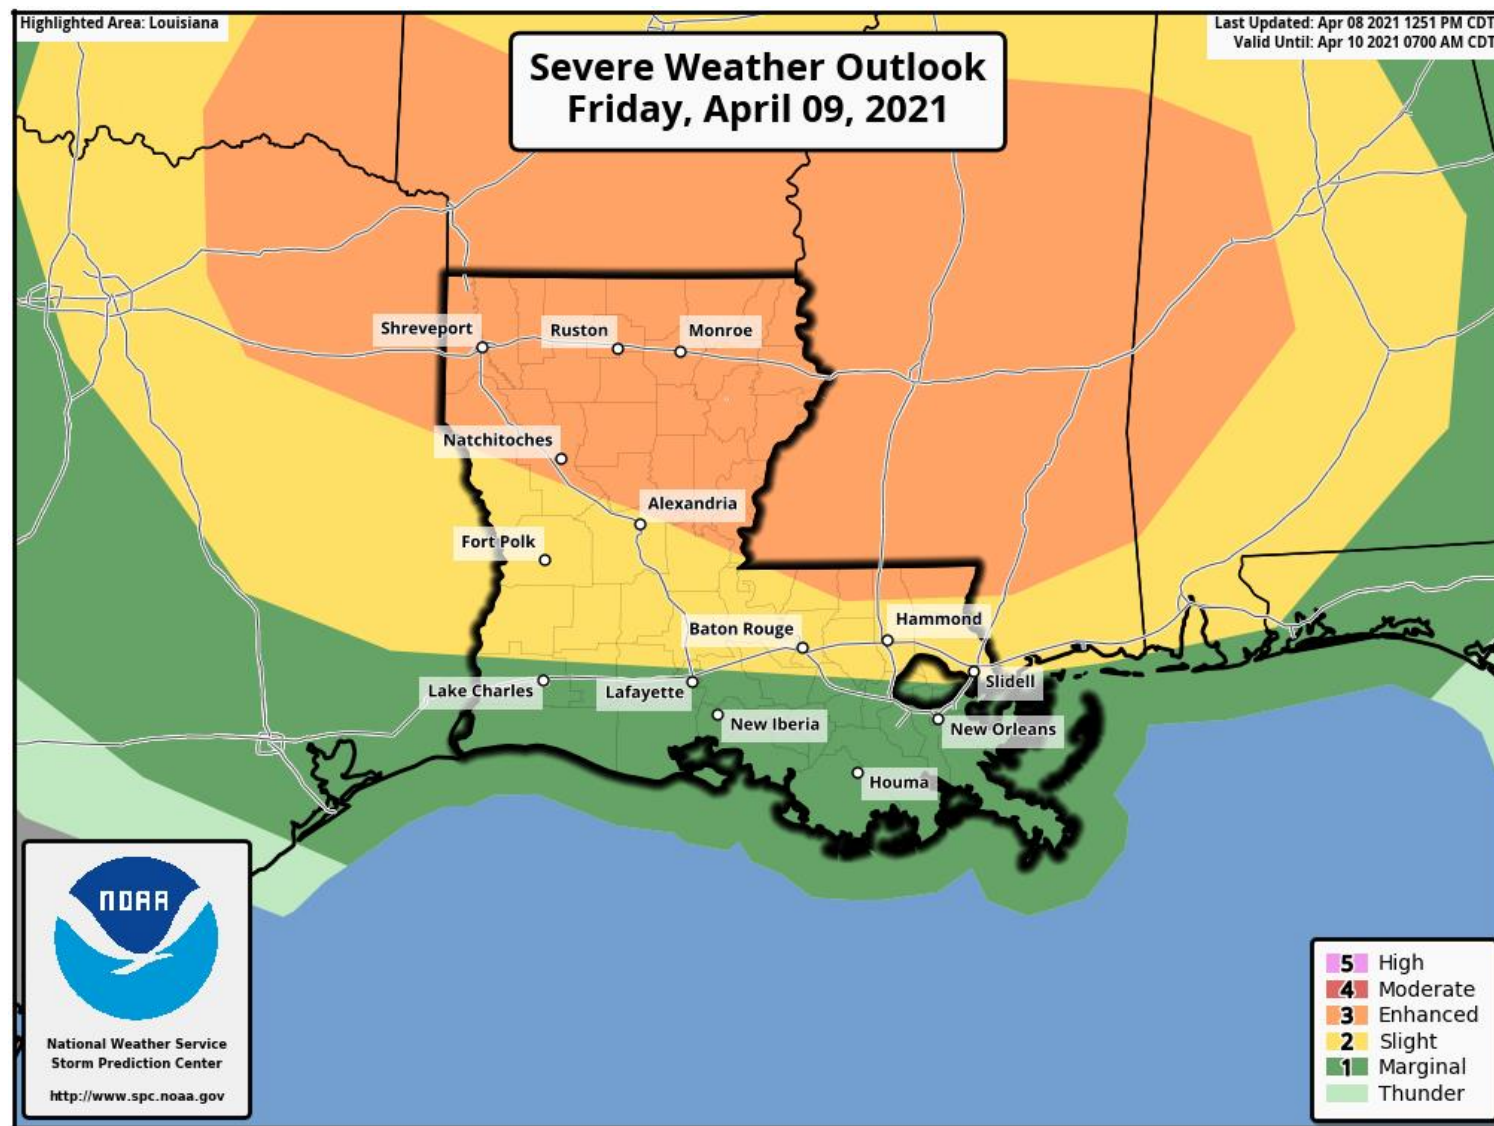 Highlighted Area: Louisiana
Last Updated: Apr 08 2021 1251 PM CDT
Valid Until: Apr 10 2021 0700 AM CDT
Severe Weather Outlook
Friday, April 09, 2021
Shreveport
Ruston
Monroe
Natchitoches
Alexandria
Fort Polk
Baton Rouge
Hammond
Lake Charles
Lafayette
Slidell
New Iberia
New Orleans
Houma
NOAA
National Weather Service
Storm Prediction Center
http://www.spc.noaa.gov
5 High
4 Moderate
3 Enhanced
2 Slight
1 Marginal
Thunder